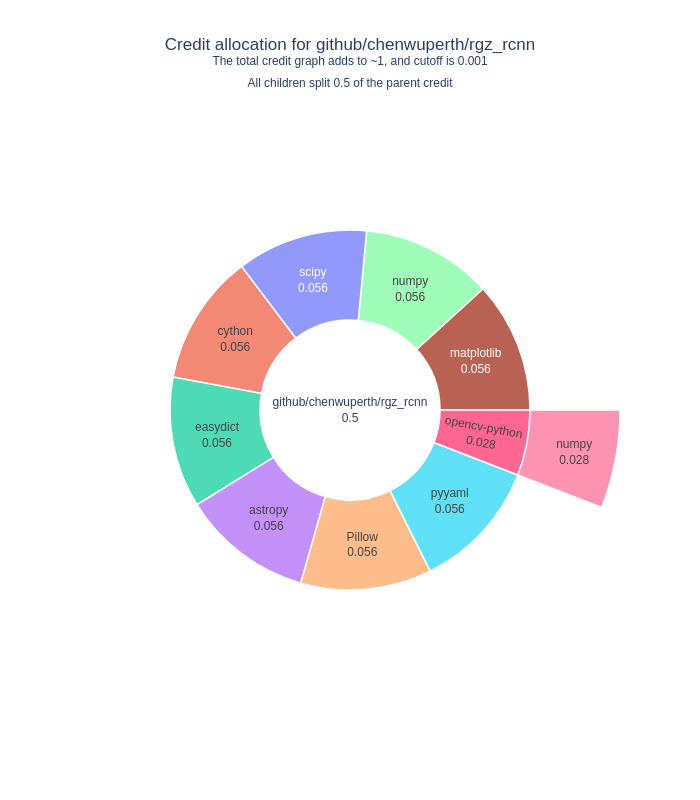 Credit allocation for github/chenwuperth/rgz_rcnn
The total credit graph adds to ~1, and cutoff is 0.001
All children split 0.5 of the parent credit
scipy
0.056
numpy
0.056
cython
0.056
matplotlib
0.056
github/chenwuperth/rgz_rcnn
0.5
easydict
0.056
opencv-python
0.028
numpy
0.028
astropy
0.056
pyyaml
0.056
Pillow
0.056